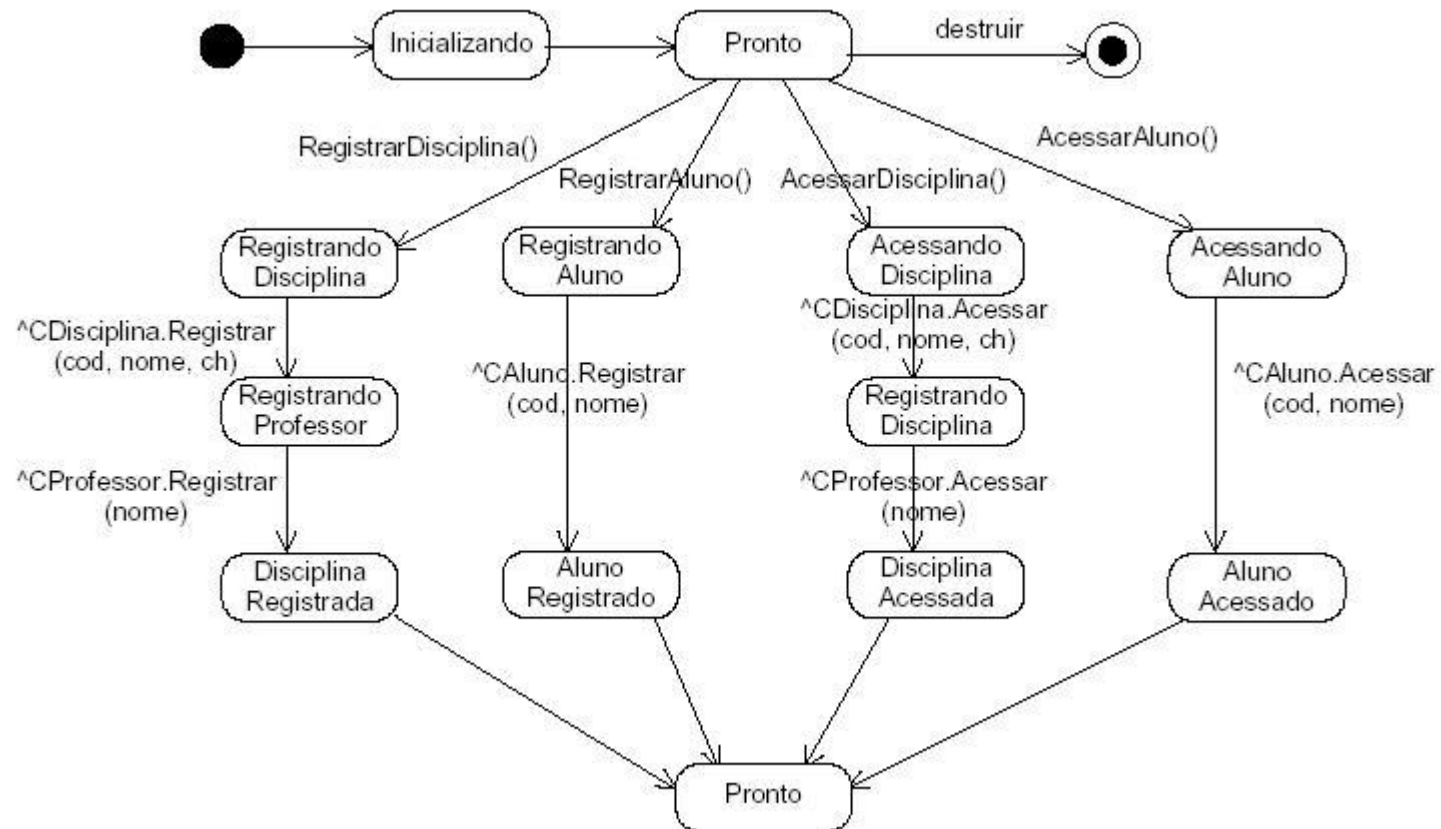 Inicializando
Pronto
destruir
RegistrarDisciplina()
RegistrarAluno()
AcessarDisciplina()
AcessarAluno()
Registrando
Disciplina
Registrando
Aluno
Acessando
Disciplina
Acessando
Aluno
^CDisciplina.Registrar
(cod, nome, ch)
^CAluno.Registrar
(cod, nome)
^CDisciplina.Acessar
(cod, nome, ch)
^CAluno.Acessar
(cod, nome)
Registrando
Professor
Registrando
Disciplina
^CProfessor.Registrar
(nome)
^CProfessor.Acessar
(nome)
Disciplina
Registrada
Aluno
Registrado
Disciplina
Acessada
Aluno
Acessado
Pronto